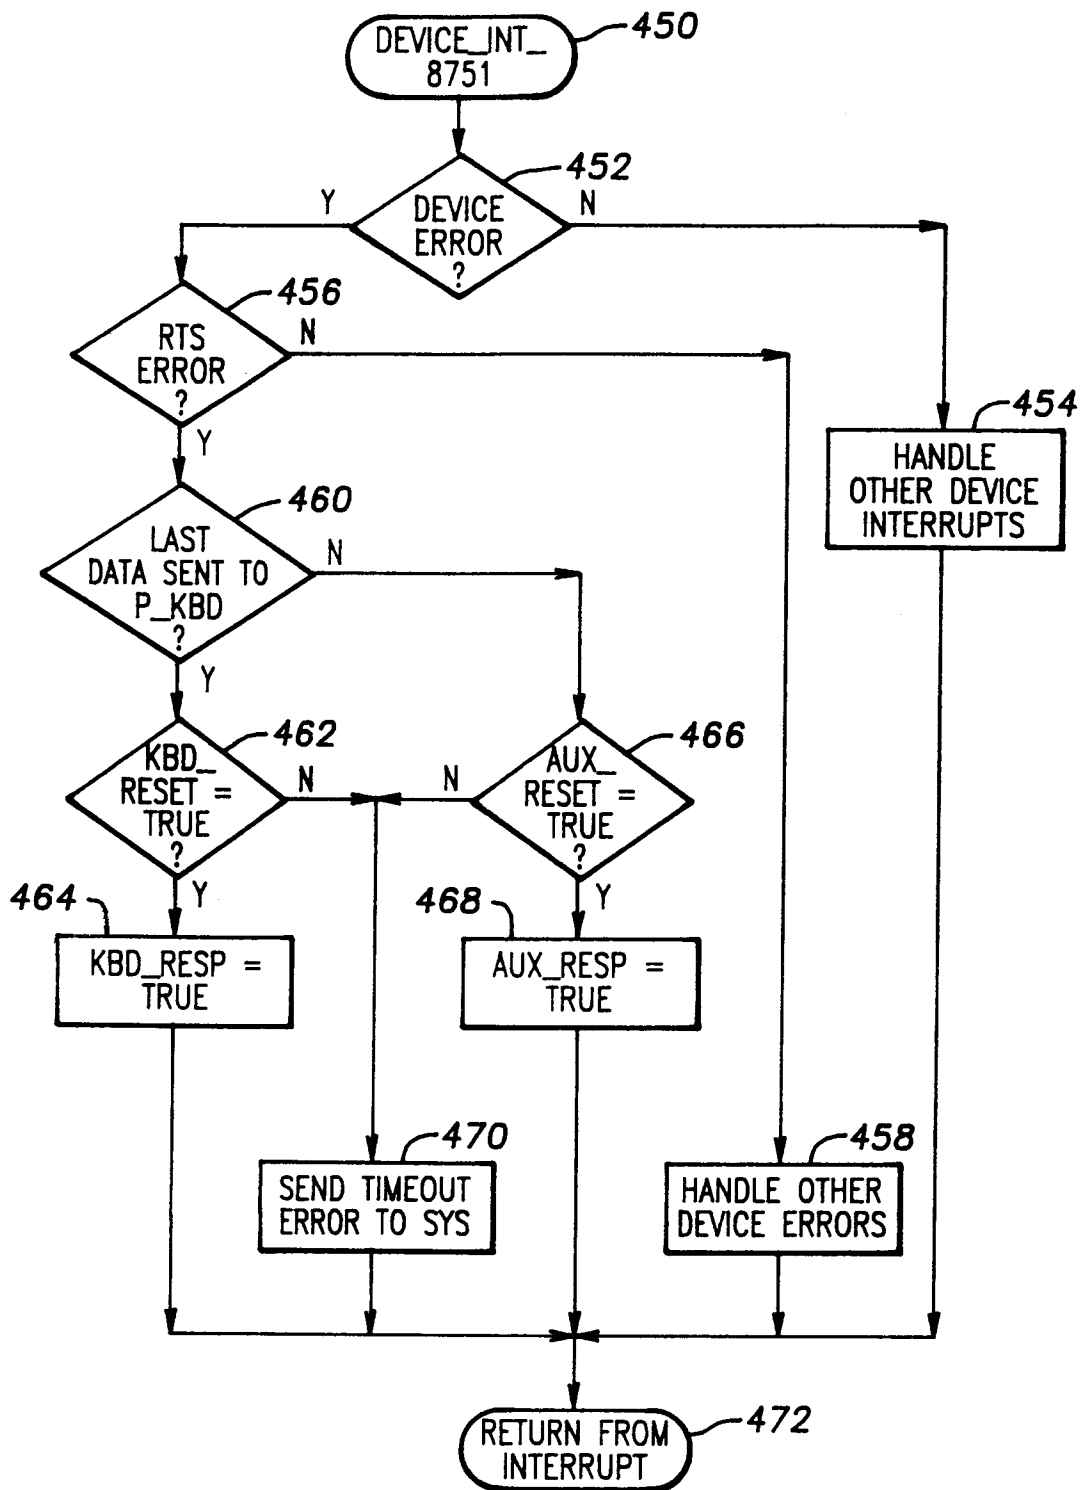 DEVICE_INT_
8751
450
DEVICE
ERROR
?
452
Y
N
RTS
ERROR
?
456
N
Y
HANDLE
OTHER DEVICE
INTERRUPTS
454
LAST
DATA SENT TO
P_KBD
?
460
N
Y
KBD_
RESET =
TRUE
?
462
N
Y
AUX_
RESET =
TRUE
?
466
N
Y
464
KBD_RESP =
TRUE
468
AUX_RESP =
TRUE
470
SEND TIMEOUT
ERROR TO SYS
458
HANDLE OTHER
DEVICE ERRORS
RETURN FROM
INTERRUPT
472